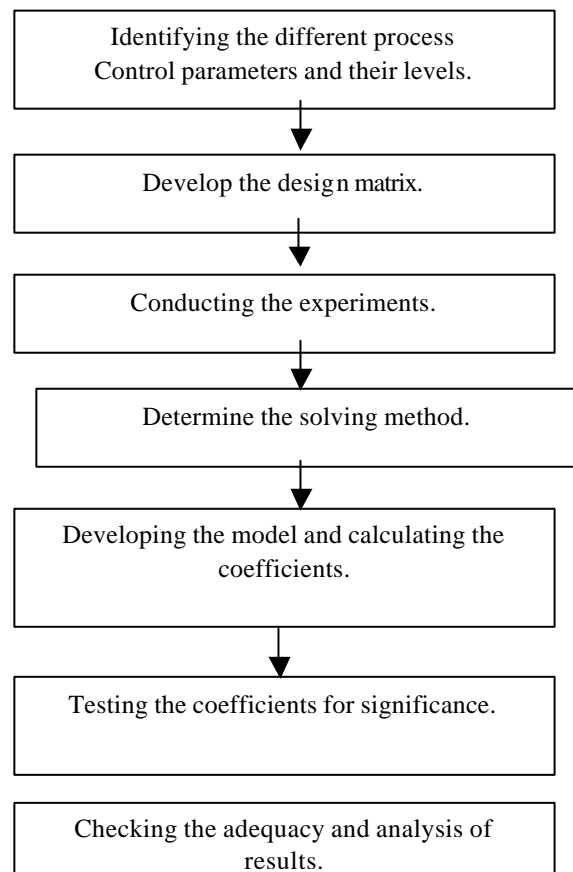 Identifying the different process
Control parameters and their levels.
Develop the design matrix.
Conducting the experiments.
Determine the solving method.
Developing the model and calculating the
coefficients.
Testing the coefficients for significance.
Checking the adequacy and analysis of
results.